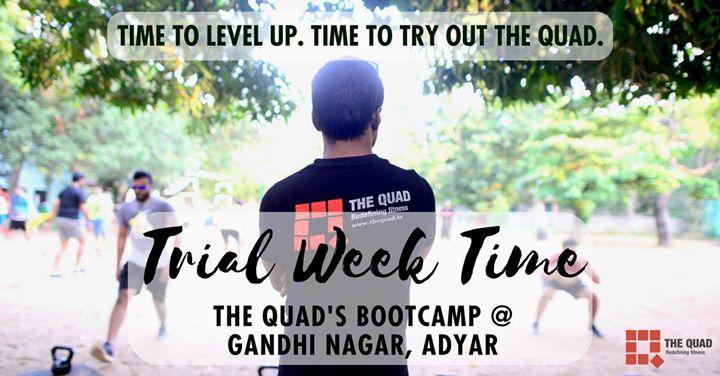 TIME TO LEVEL UP. TIME TO TRY OUT THE QUAD.
THE QUAD
Redefining fitness
www.thequad.in
Trial Week Time
THE QUAD'S BOOTCAMP @
GANDHI NAGAR, ADYAR
THE QUAD
Redefining fitness